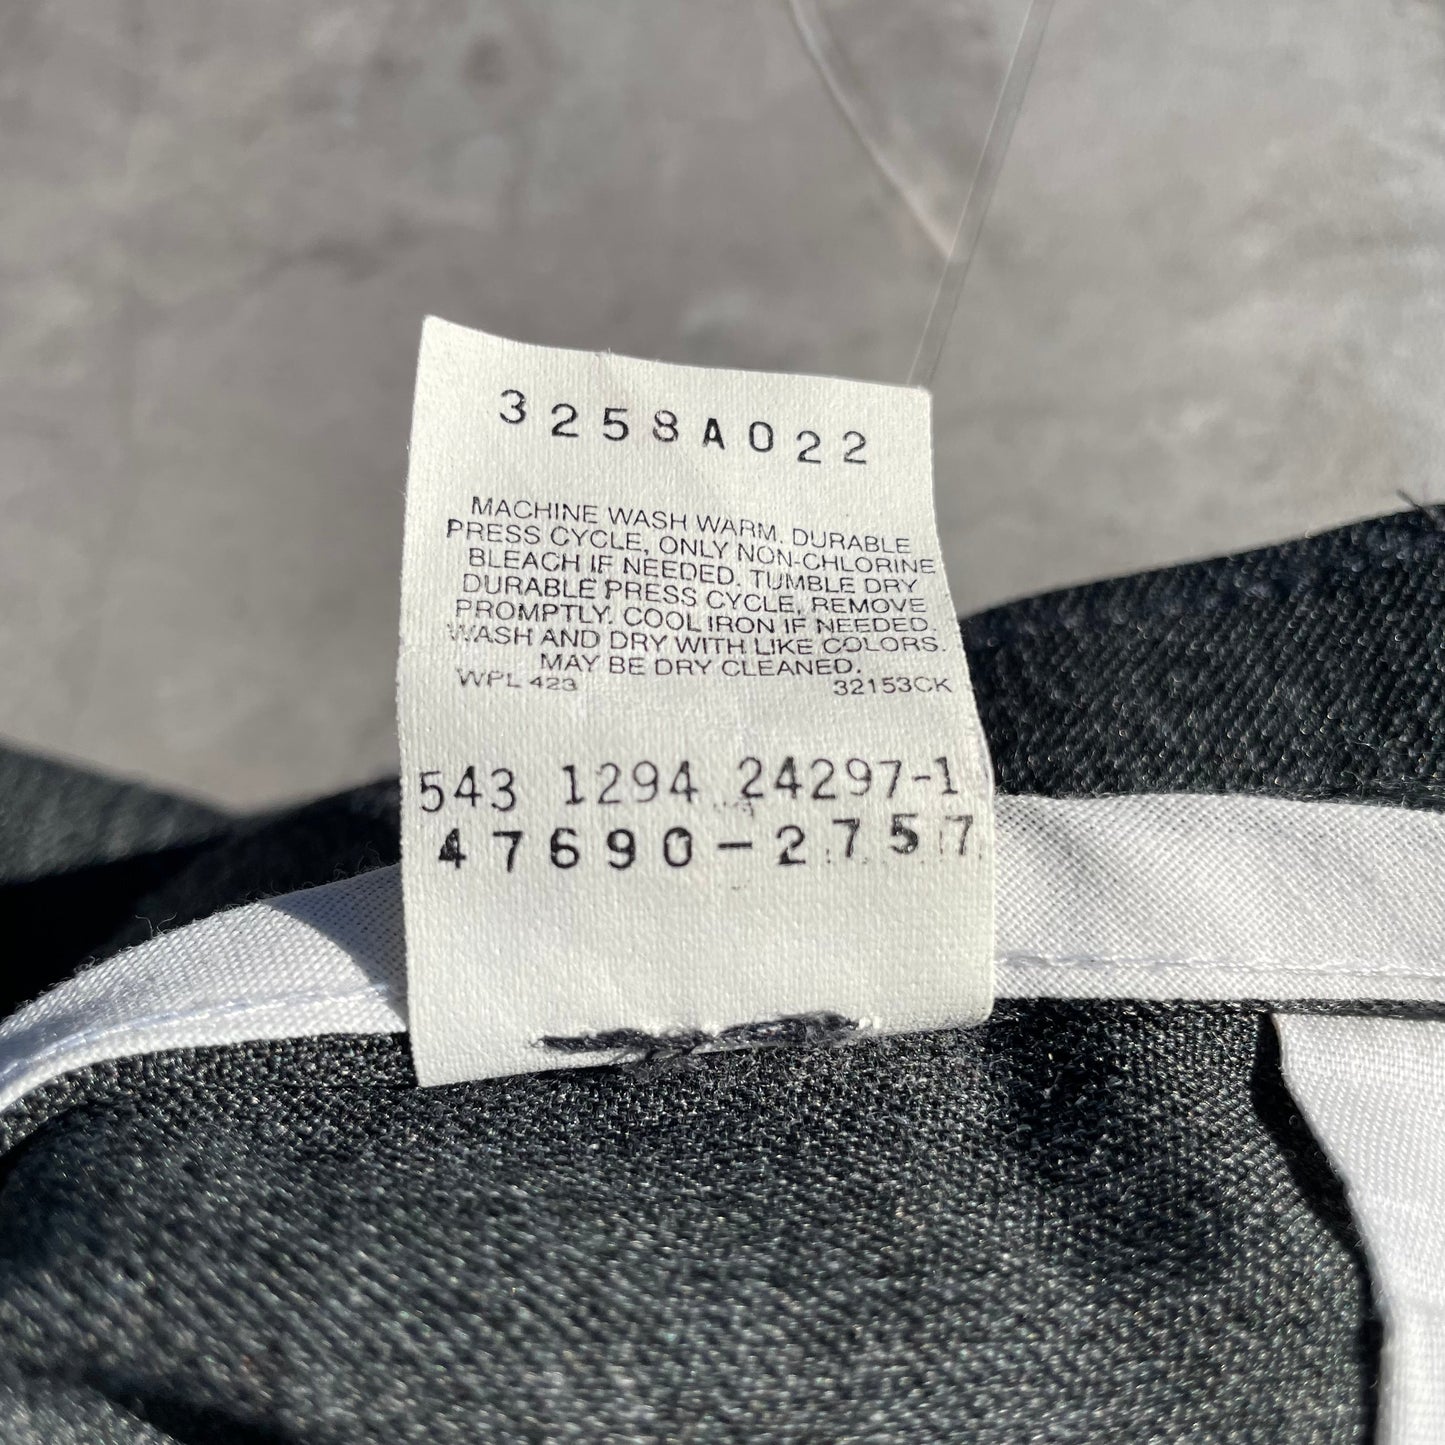 3258A022
MACHINE WASH WARM. DURABLE
PRESS CYCLE, ONLY NON-CHLORINE
BLEACH IF NEEDED. TUMBLE DRY
DURABLE PRESS CYCLE, REMOVE
PROMPTLY. COOL IRON IF NEEDED.
WASH AND DRY WITH LIKE COLORS.
MAY BE DRY CLEANED.
WPL 423 32153CK
543 1294 24297-1
47690-2757